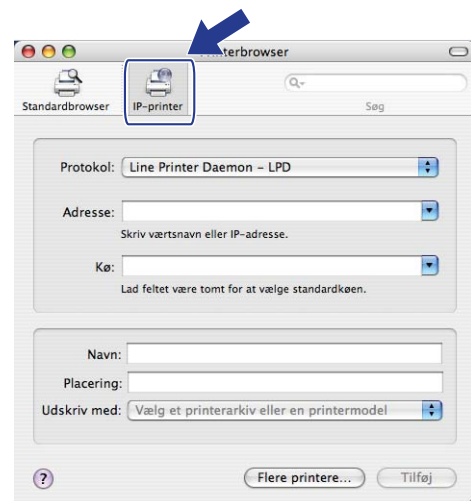 Standardbrowser
IP-printer
Søg
Protokol: Line Printer Daemon – LPD
Adresse:
Skriv værtsnavn eller IP-adresse.
Kø:
Lad feltet være tomt for at vælge standardkøen.
Navn:
Placering:
Udskriv med: Vælg et printerarkiv eller en printermodel
? Flere printere... Tilføj